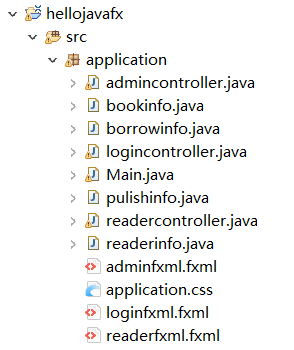 hellojavafx
src
application
admincontroller.java
bookinfo.java
borrowinfo.java
logincontroller.java
Main.java
pulishinfo.java
readercontroller.java
readerinfo.java
adminfxml.fxml
application.css
loginfxml.fxml
readerfxml.fxml